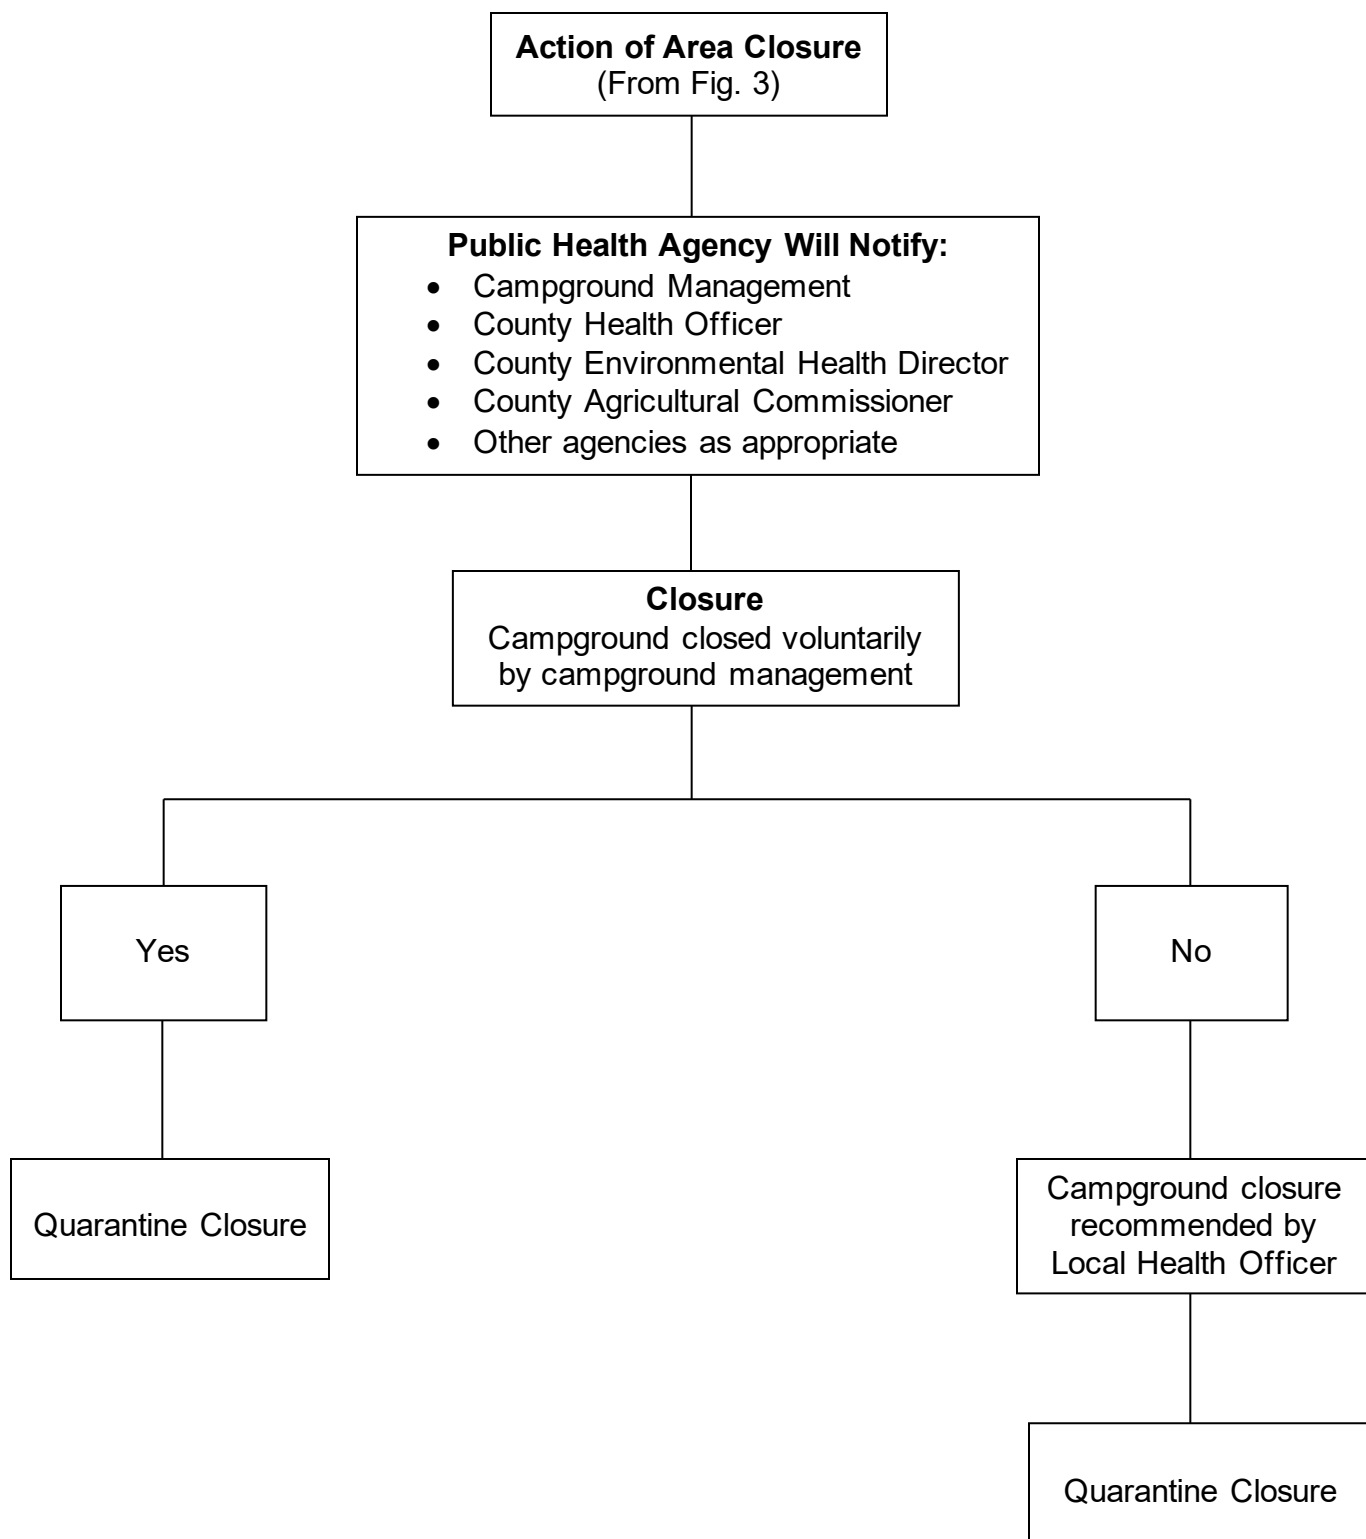 Action of Area Closure
(From Fig. 3)
Public Health Agency Will Notify:
• Campground Management
• County Health Officer
• County Environmental Health Director
• County Agricultural Commissioner
• Other agencies as appropriate
Closure
Campground closed voluntarily
by campground management
Yes
No
Quarantine Closure
Campground closure
recommended by
Local Health Officer
Quarantine Closure